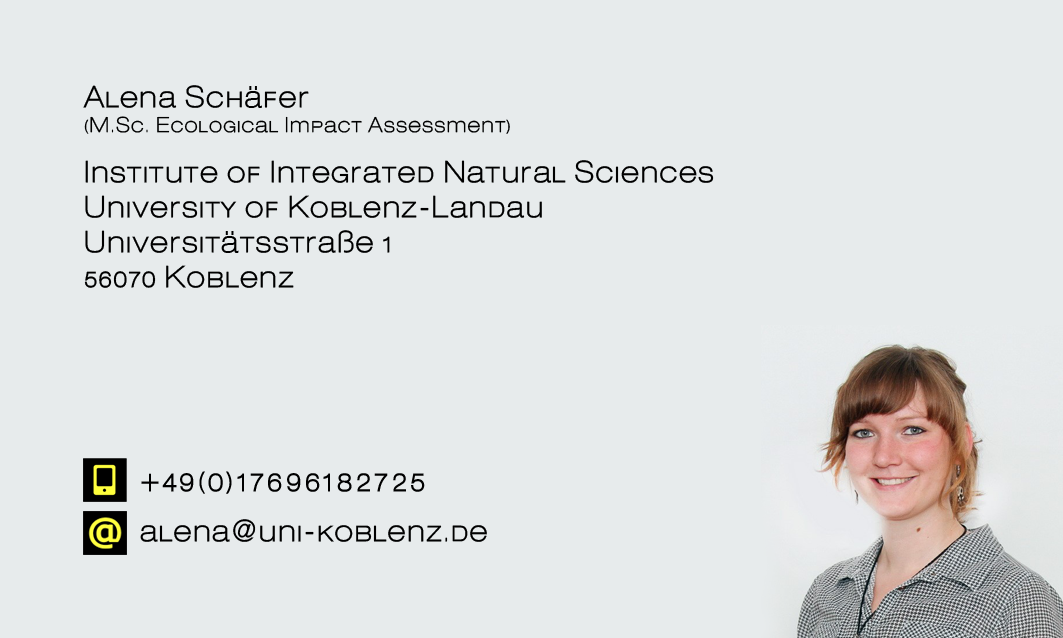 Alena Schäfer
(M.Sc. Ecological Impact Assessment)
Institute of Integrated Natural Sciences
University of Koblenz-Landau
Universitätsstraße 1
56070 Koblenz
+49(0)17696182725
@
alena@uni-koblenz.de